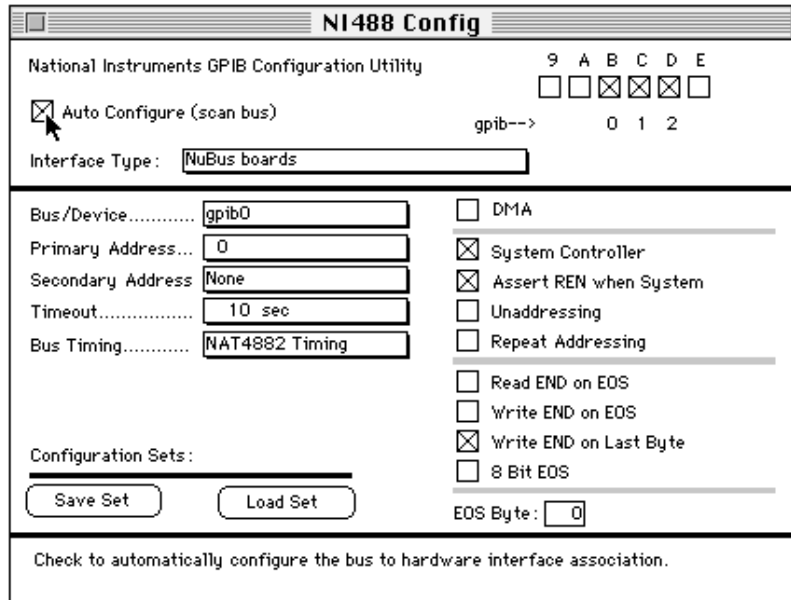 NI488 Config
National Instruments GPIB Configuration Utility
9 A B C D E
Auto Configure (scan bus)
gpib--> 0 1 2
Interface Type: NuBus boards
Bus/Device............ gpib0
Primary Address... 0
Secondary Address None
Timeout................. 10 sec
Bus Timing............ NAT4882 Timing
DMA
System Controller
Assert REN when System
Unaddressing
Repeat Addressing
Read END on EOS
Write END on EOS
Write END on Last Byte
8 Bit EOS
EOS Byte: 0
Configuration Sets:
Save Set
Load Set
Check to automatically configure the bus to hardware interface association.